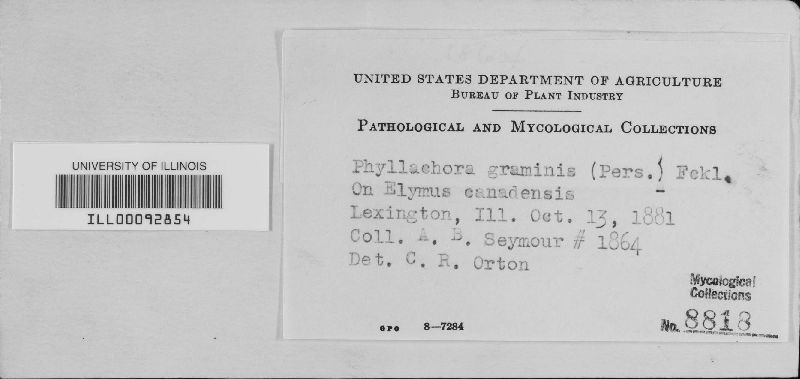 UNITED STATES DEPARTMENT OF AGRICULTURE
BUREAU OF PLANT INDUSTRY
PATHOLOGICAL AND MYCOLOGICAL COLLECTIONS
UNIVERSITY OF ILLINOIS
ILL00092854
Phyllachora graminis (Pers.) Fckl.
On Elymus canadensis
Lexington, Ill. Oct. 13, 1881
Coll. A. B. Seymour # 1864
Det. C. R. Orton
Mycological
Collections
No. 8818
GPO 8—7284